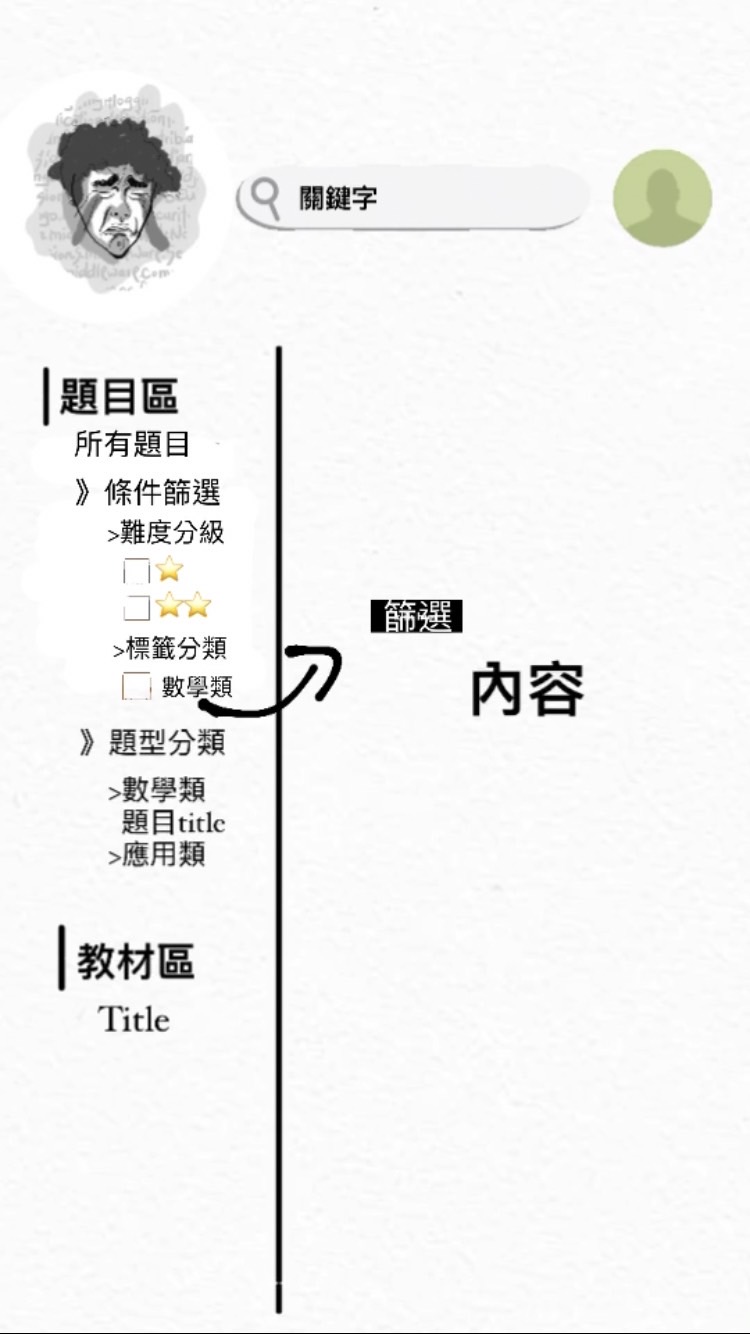 關鍵字
題目區
所有題目
》條件篩選
>難度分級
>標籤分類
數學類
》題型分類
>數學類
題目title
>應用類
教材區
Title
篩選
內容